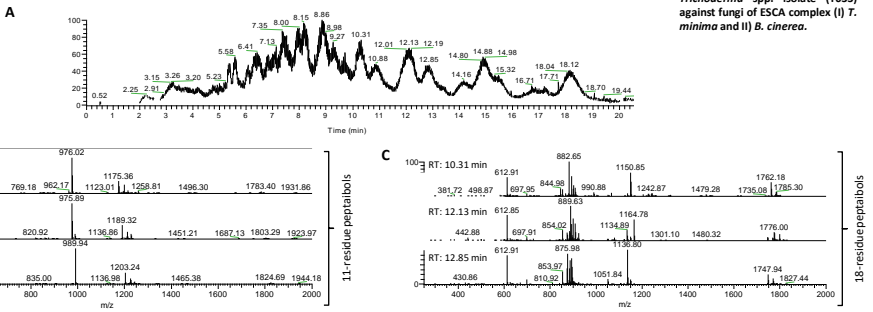 Trichoderma spp. isolate (T055)
against fungi of ESCA complex (I) T.
minima and II) B. cinerea.
A
100
80
60
40
20
0
0.52
2.25
2.91
3.15
3.26
3.20
5.23
5.58
6.41
7.13
7.35
8.00
8.15
8.86
8.98
9.27
10.31
10.88
12.01
12.13
12.19
12.85
14.16
14.80
14.88
14.98
15.32
16.71
17.71
18.04
18.12
18.70
19.44
0 1 2 3 4 5 6 7 8 9 10 11 12 13 14 15 16 17 18 19 20
Time (min)
976.02
769.18 962.17 1123.01 1175.36 1258.81 1496.30 1783.40 1931.86
975.89
820.92 1136.86 1189.32 1451.21 1687.13 1803.29 1923.97
989.94
835.00 1136.98 1203.24 1465.38 1824.69 1944.18
800 1000 1200 1400 1600 1800 2000
m/z
11-residue peptaibols
C
100
RT: 10.31 min
381.72 498.87 612.91 697.95 844.98 882.65 990.88 1150.85 1242.87 1479.28 1735.08 1762.18 1785.30
RT: 12.13 min
442.88 612.85 697.91 854.02 889.63 1134.89 1164.78 1301.10 1480.32 1776.00
RT: 12.85 min
430.86 612.91 810.92 853.97 875.98 1051.84 1136.80 1747.94 1827.44
0
400 600 800 1000 1200 1400 1600 1800 2000
m/z
18-residue peptaibols